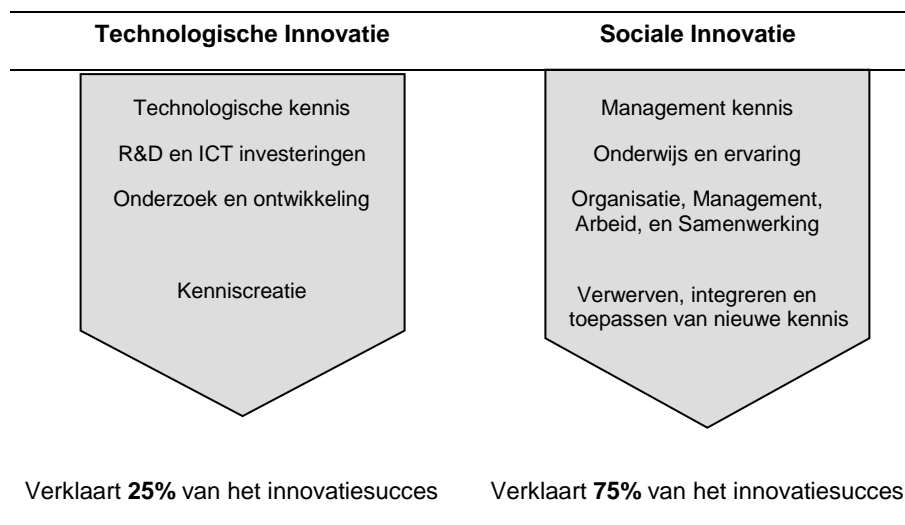 Technologische Innovatie
Technologische kennis
R&D en ICT investeringen
Onderzoek en ontwikkeling
Kenniscreatie
Verklaart 25% van het innovatiesucces
Sociale Innovatie
Management kennis
Onderwijs en ervaring
Organisatie, Management,
Arbeid, en Samenwerking
Verwerven, integreren en
toepassen van nieuwe kennis
Verklaart 75% van het innovatiesucces